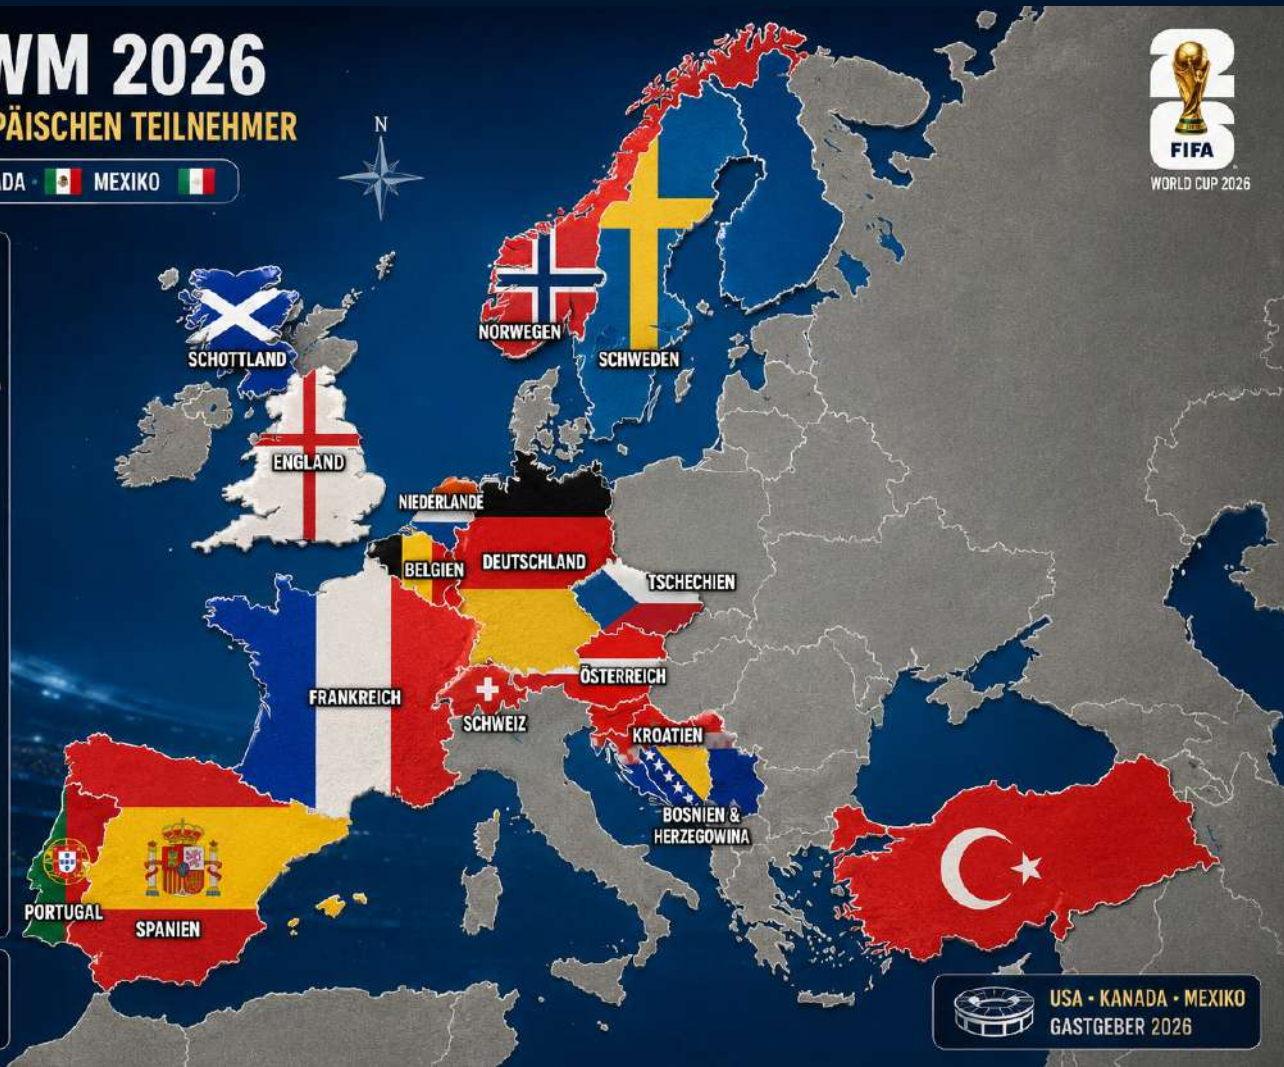 WM 2026
PÄISCHEN TEILNEHMER
DA · MEXIKO
N
FIFA
WORLD CUP 2026
SCHOTTLAND
NORWEGEN
SCHWEDEN
ENGLAND
NIEDERLANDE
BELGIEN
DEUTSCHLAND
TSCHECHIEN
ÖSTERREICH
FRANKREICH
SCHWEIZ
KROATIEN
BOSNIEN &
HERZEGOWINA
PORTUGAL
SPANIEN
USA · KANADA · MEXIKO
GASTGEBER 2026